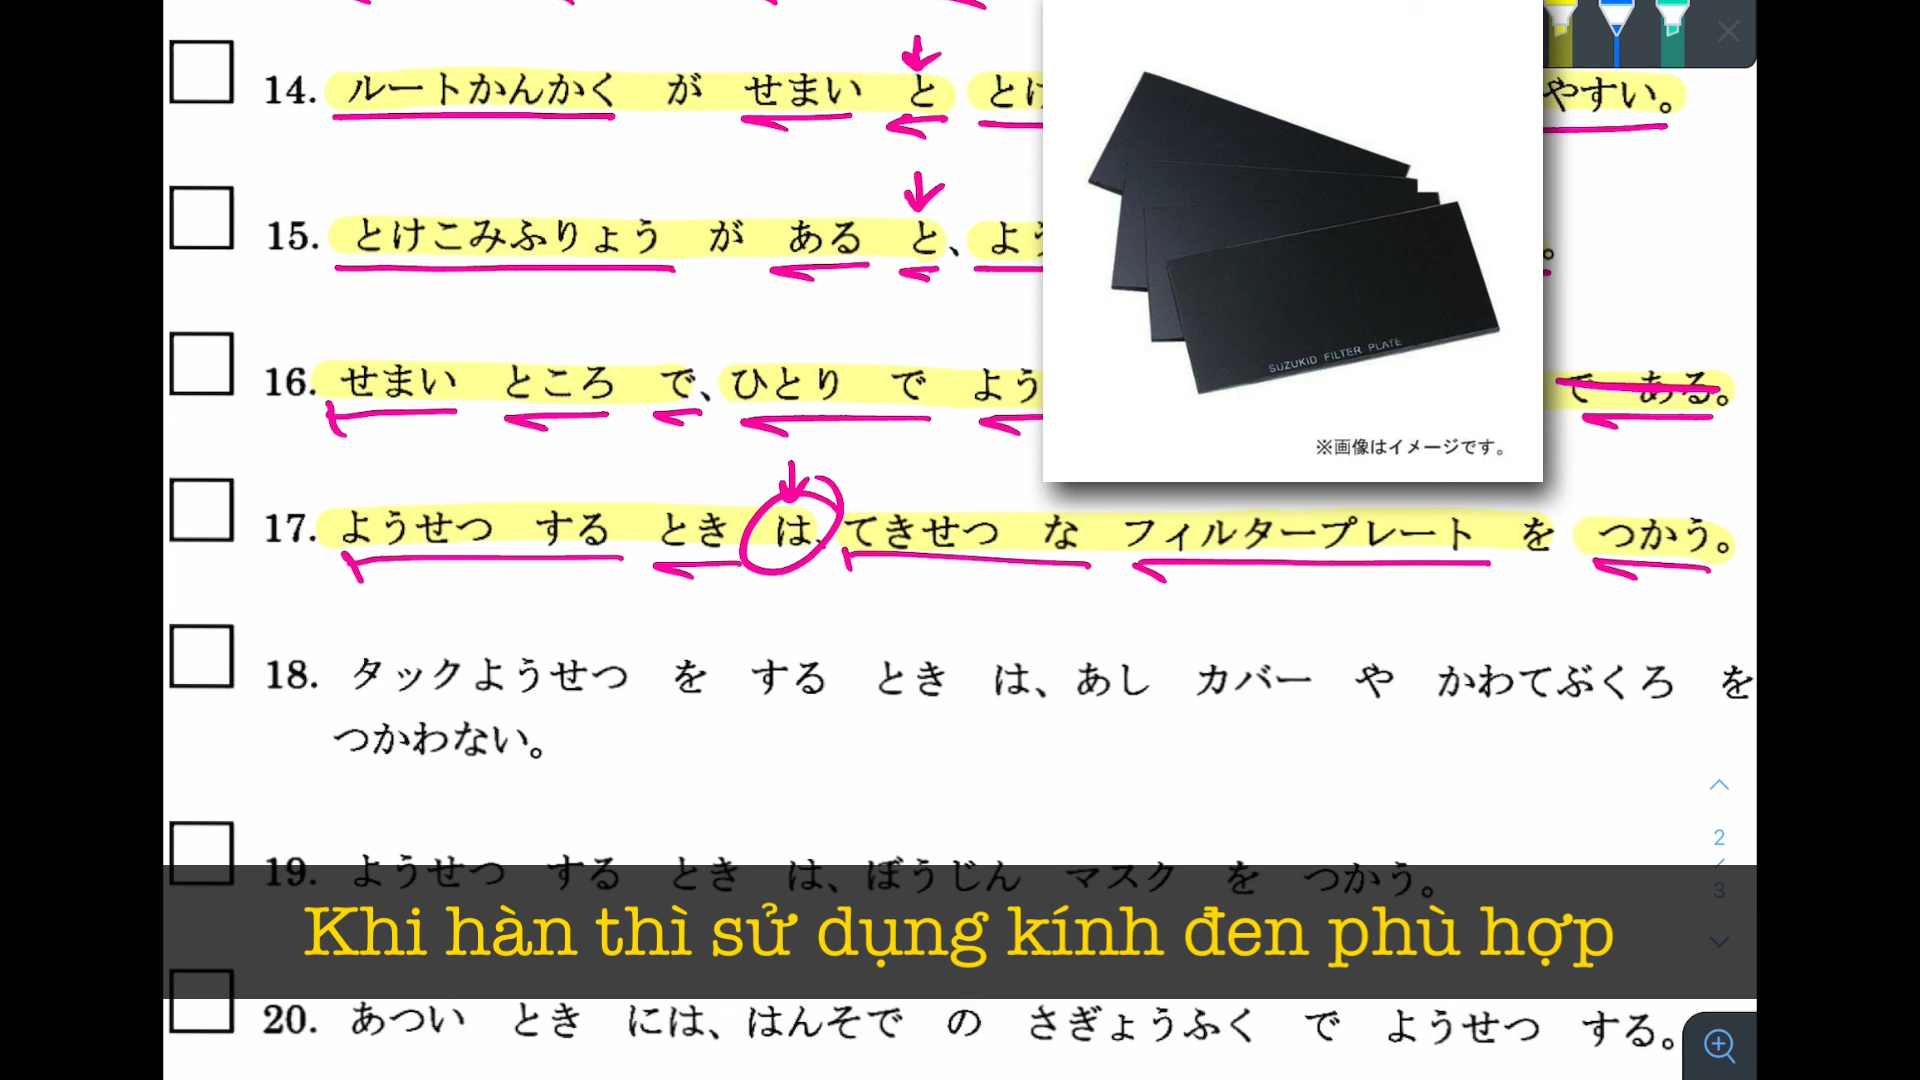 14. ルートかんかく が せまい と とけ やすい。
15. とけこみふりょう が ある と、よう 。
SUZUKID FILTER PLATE
16. せまい ところ で、ひとり で よう で ある。
※画像はイメージです。
17. ようせつ する とき は、てきせつ な フィルタープレート を つかう。
18. タックようせつ を する とき は、あし カバー や かわてぶくろ を
つかわない。
2
/
3
19. ようせつ する とき は、ぼうじん マスク を つかう。
Khi hàn thì sử dụng kính đen phù hợp
20. あつい とき には、はんそで の さぎょうふく で ようせつ する。